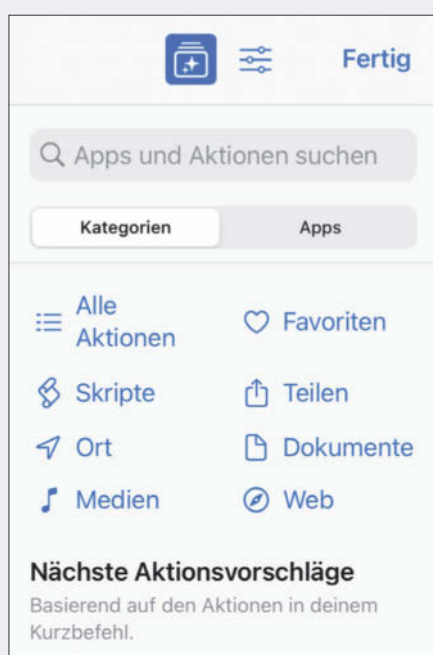 Fertig
Apps und Aktionen suchen
Kategorien
Apps
Alle
Aktionen
Favoriten
Skripte
Teilen
Ort
Dokumente
Medien
Web
Nächste Aktionsvorschläge
Basierend auf den Aktionen in deinem
Kurzbefehl.